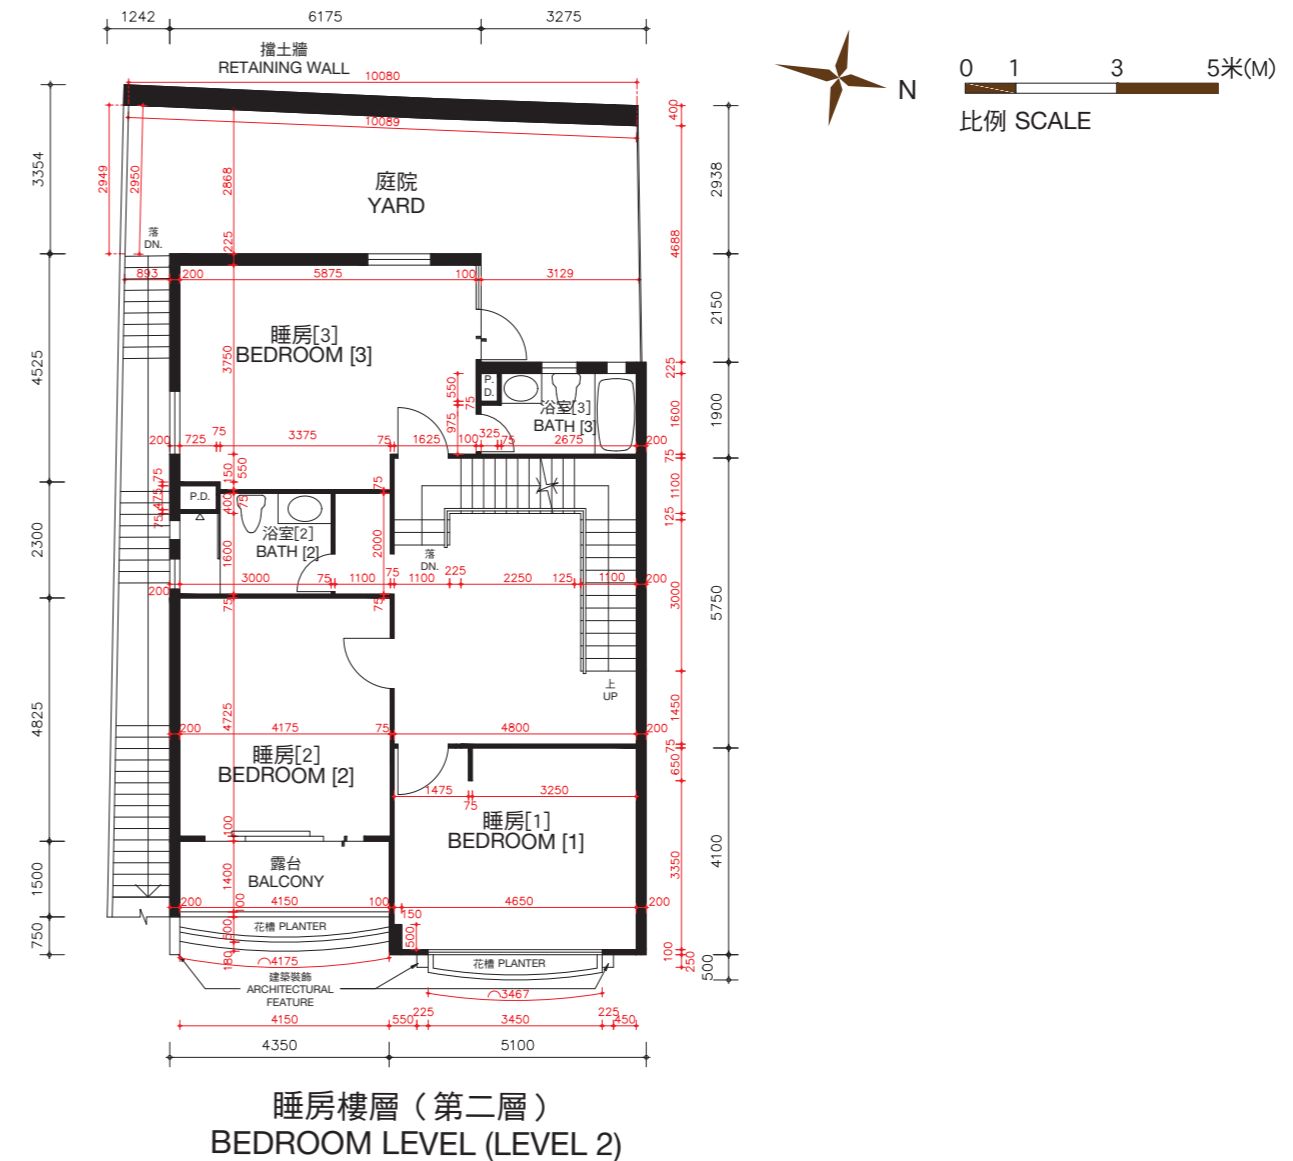 1242 6175 3275
擋土牆
RETAINING WALL
10080
10089
N
0 1 3 5米(M)
比例 SCALE
3354
2949
2950
2868
225
庭院
YARD
400
2938
4688
落
DN.
893 200 5875 100 3129
睡房[3]
BEDROOM [3]
3750
4525
2150
225
P.
D.
550
75
975
浴室[3]
BATH [3]
1600
1900
200 725 75 3375 75 1625 100 325 75 2675 200
75
150
550
75
75
475
75
P.D.
400
75
1100
125
浴室[2]
BATH [2]
1600
2000
2300
落
DN.
225
200 3000 75 1100 75 1100 2250 125 1100 200
75
75
3000
5750
上
UP
4825
4725
1450
200 4175 75 4800 200
75
650
睡房[2]
BEDROOM [2]
1475 75 3250
睡房[1]
BEDROOM [1]
100
3350
4100
露台
BALCONY
1400
1500
200 4150 100 4650 200
100
150
花槽 PLANTER
500
500
750
180
4175
花槽 PLANTER
100
250
500
建築裝飾
ARCHITECTURAL
FEATURE
3467
4150 550 225 3450 225 450
4350 5100
睡房樓層（第二層）
BEDROOM LEVEL (LEVEL 2)